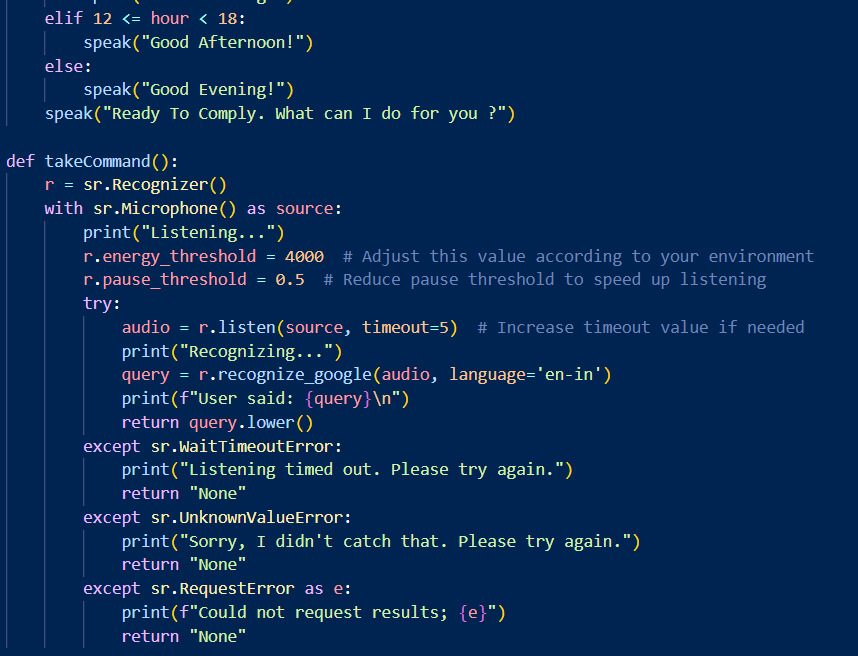 elif 12 <= hour < 18:
speak("Good Afternoon!")
else:
speak("Good Evening!")
speak("Ready To Comply. What can I do for you ?")
def takeCommand():
r = sr.Recognizer()
with sr.Microphone() as source:
print("Listening...")
r.energy_threshold = 4000  # Adjust this value according to your environment
r.pause_threshold = 0.5  # Reduce pause threshold to speed up listening
try:
audio = r.listen(source, timeout=5)  # Increase timeout value if needed
print("Recognizing...")
query = r.recognize_google(audio, language='en-in')
print(f"User said: {query}\n")
return query.lower()
except sr.WaitTimeoutError:
print("Listening timed out. Please try again.")
return "None"
except sr.UnknownValueError:
print("Sorry, I didn't catch that. Please try again.")
return "None"
except sr.RequestError as e:
print(f"Could not request results; {e}")
return "None"